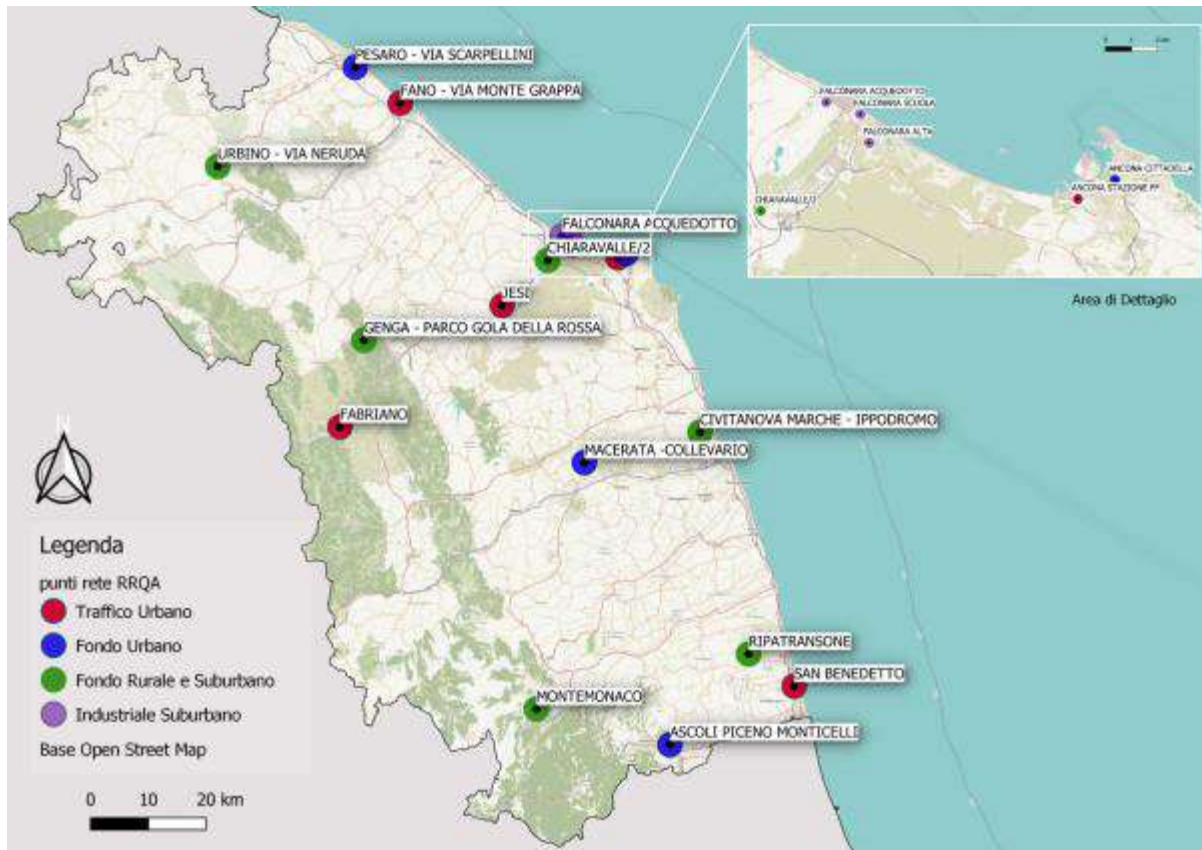 PESARO - VIA SCARPELLINI
FANO - VIA MONTE GRAPPA
URBINO - VIA NERUDA
FALCONARA ACQUEDOTTO
CHIARAVALLE/2
JESI
GENGA - PARCO GOLA DELLA ROSSA
FABRIANO
CIVITANOVA MARCHE - IPPODROMO
MACERATA -COLLEVARIO
RIPATRANSONE
SAN BENEDETTO
MONTEMONACO
ASCOLI PICENO MONTICELLI
FALCONARA ACQUEDOTTO
FALCONARA SCUOLA
FALCONARA ALTA
ANCONA CITTADELLA
ANCONA STAZIONE FF
CHIARAVALLE/2
Area di Dettaglio
N
Legenda
punti rete RRQA
Traffico Urbano
Fondo Urbano
Fondo Rurale e Suburbano
Industriale Suburbano
Base Open Street Map
0 10 20 km